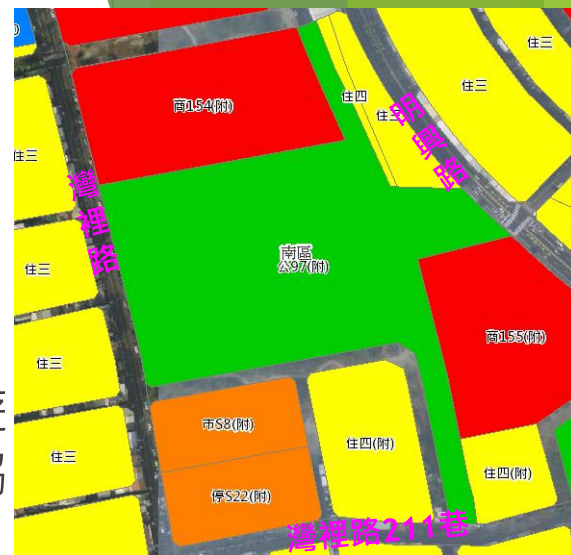 商154(附)
住三
住三
住四
住三
住三
明興路
灣裡路
南區
公97(附)
住三
商155(附)
住三
市S8(附)
住四(附)
住三
停S22(附)
住四(附)
灣裡路211巷